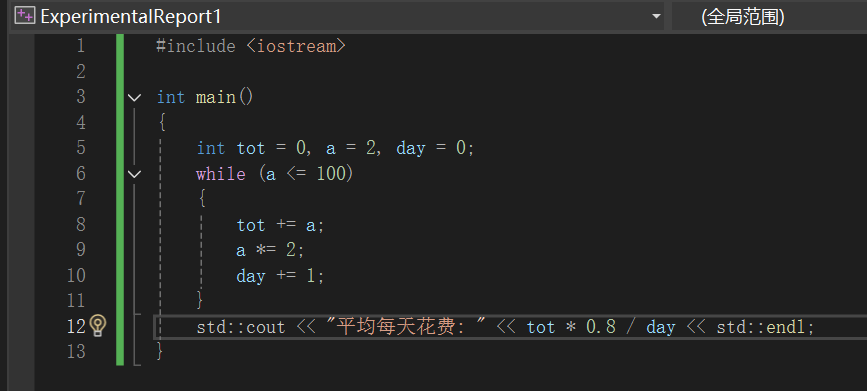 ExperimentalReport1 (全局范围)
1 #include <iostream>
2
3 int main()
4 {
5 int tot = 0, a = 2, day = 0;
6 while (a <= 100)
7 {
8 tot += a;
9 a *= 2;
10 day += 1;
11 }
12 std::cout << "平均每天花费: " << tot * 0.8 / day << std::endl;
13 }